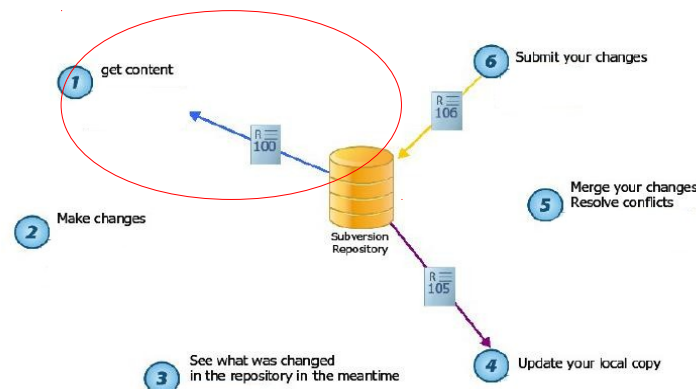 1
get content
R
100
6
Submit your changes
R
106
Subversion
Repository
5
Merge your changes
Resolve conflicts
2
Make changes
R
105
3
See what was changed
in the repository in the meantime
4
Update your local copy